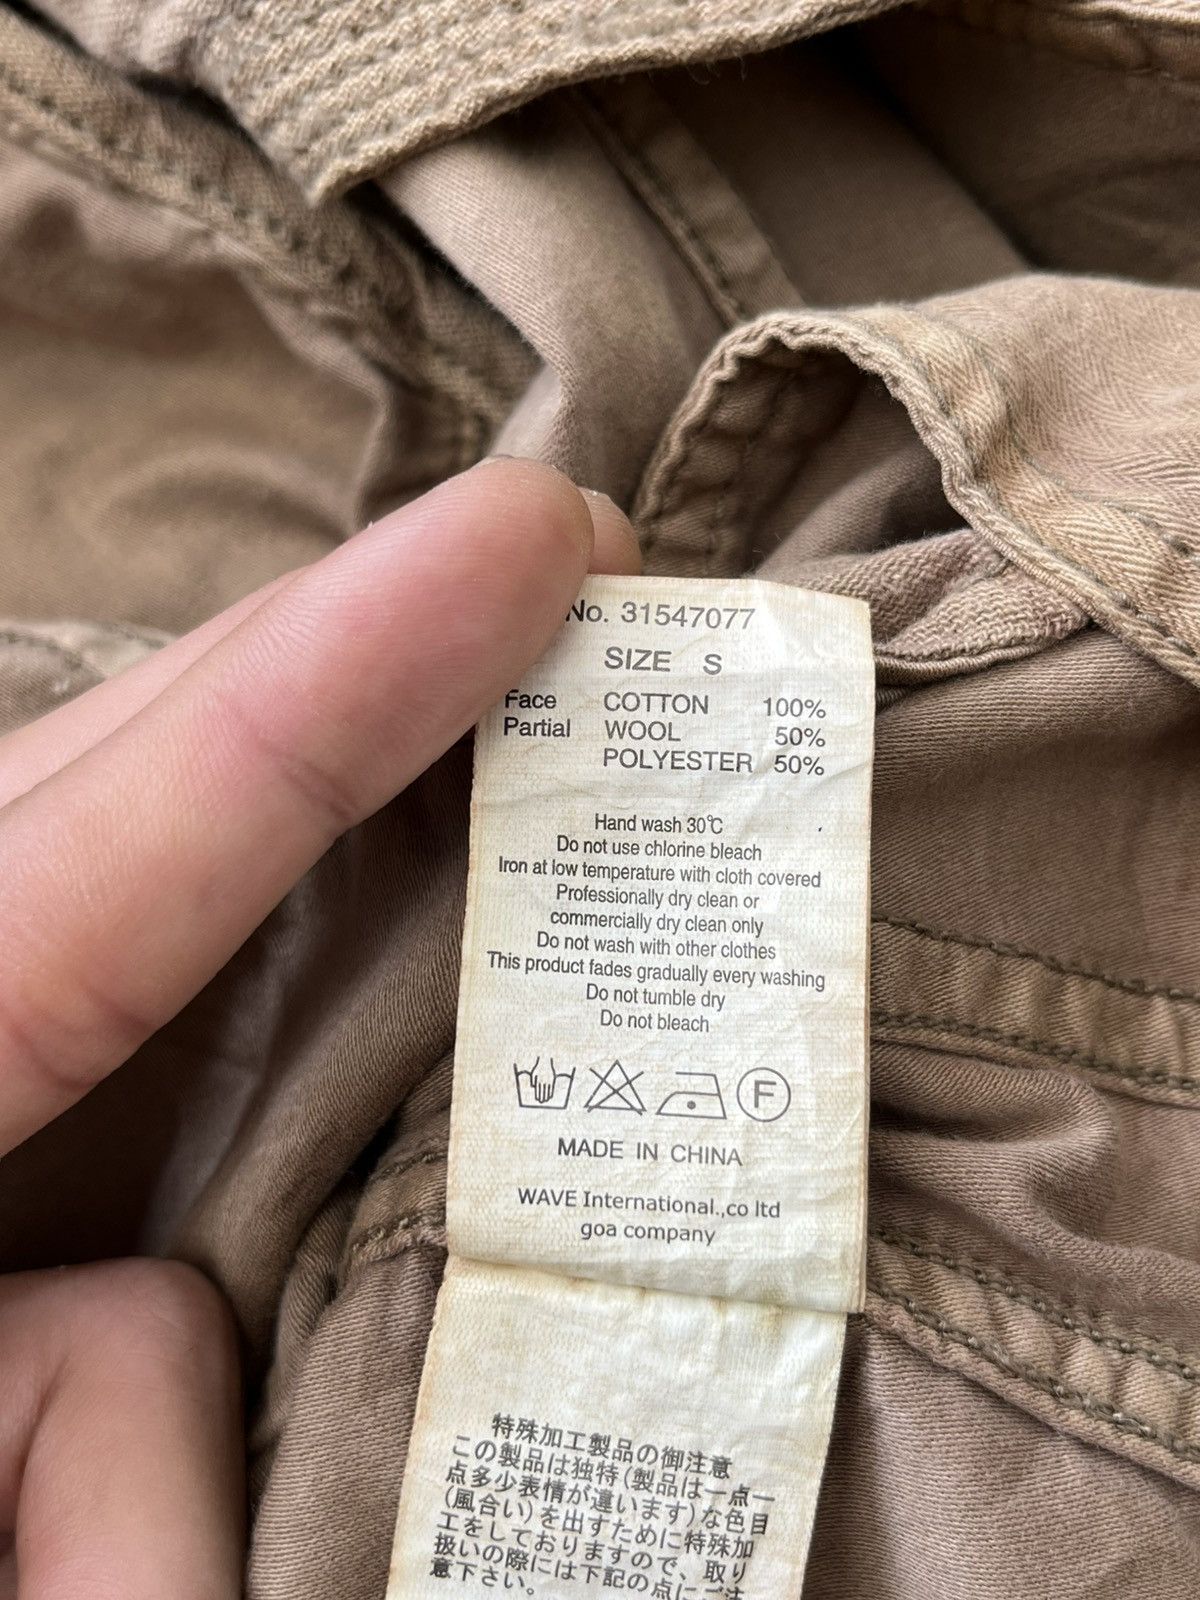 No. 31547077
SIZE S
Face COTTON 100%
Partial WOOL 50%
POLYESTER 50%
Hand wash 30℃
Do not use chlorine bleach
Iron at low temperature with cloth covered
Professionally dry clean or
commercially dry clean only
Do not wash with other clothes
This product fades gradually every washing
Do not tumble dry
Do not bleach
F
MADE IN CHINA
WAVE International.,co ltd
goa company
特殊加工製品の御注意
この製品は独特(製品は一点一
点多少表情が違います)な色目
(風合い)を出すために特殊加
工をしておりますので、取り
扱いの際には下記の点にご注
意下さい。